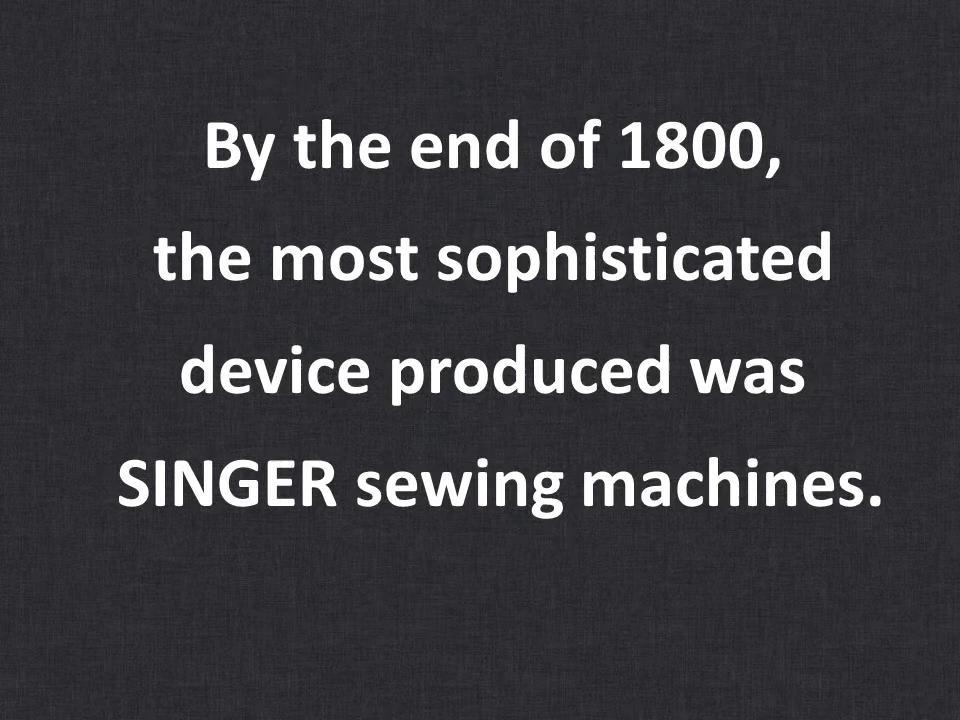 By the end of 1800,
the most sophisticated
device produced was
SINGER sewing machines.